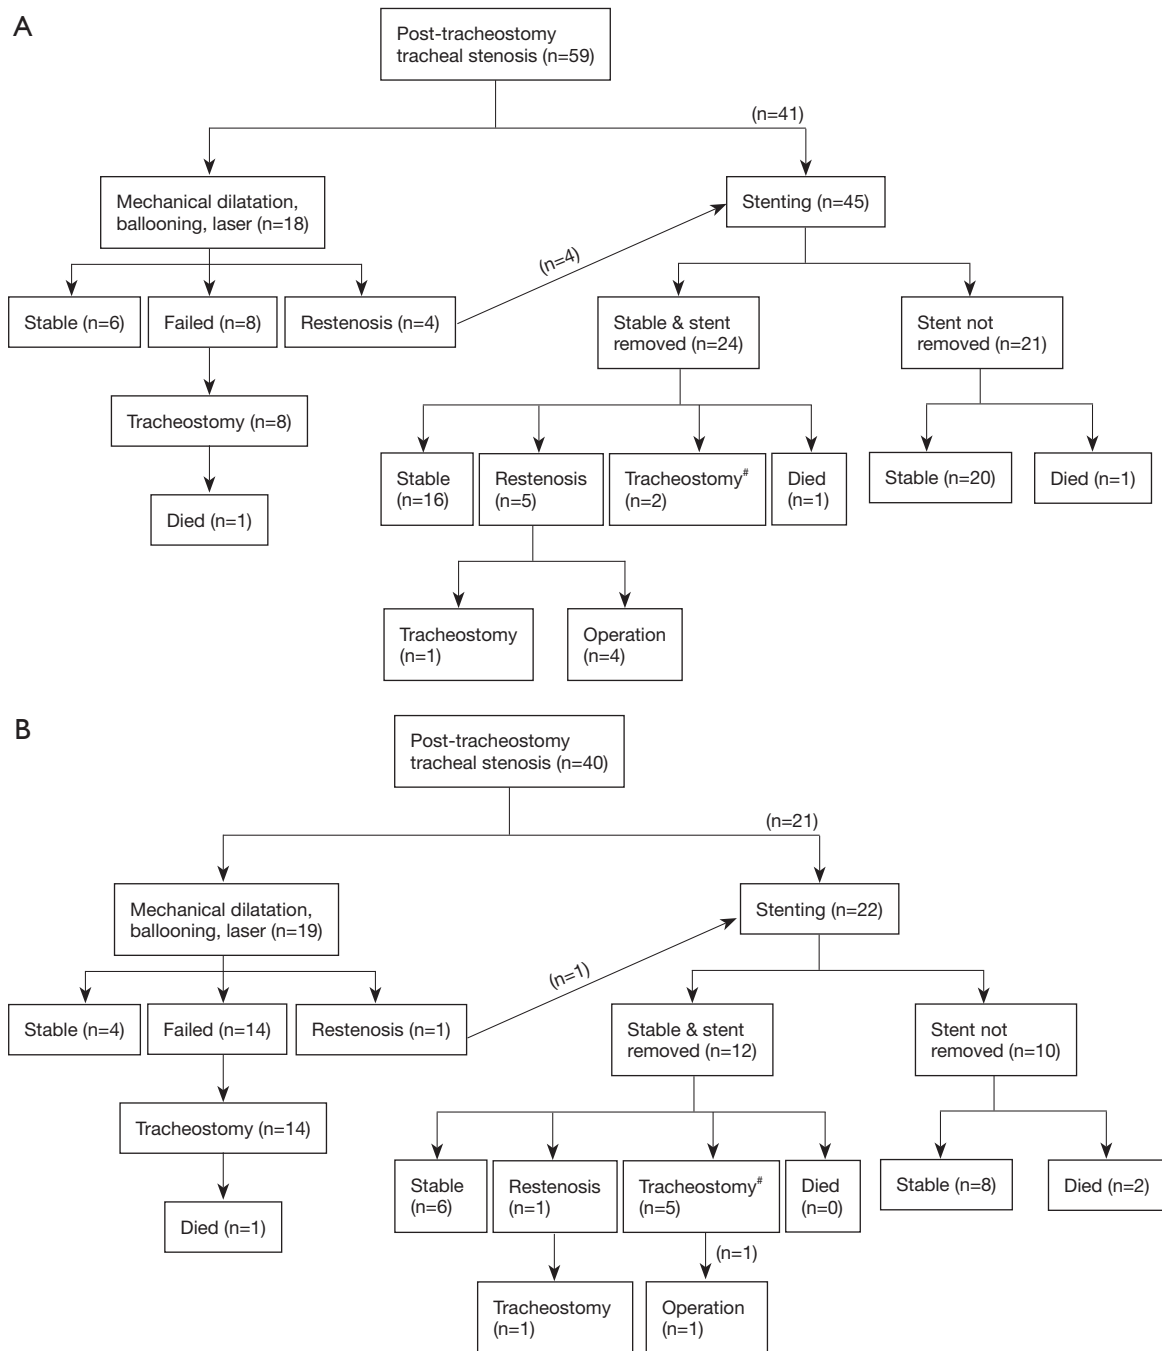 A
Post-tracheostomy
tracheal stenosis (n=59)
(n=41)
Mechanical dilatation,
ballooning, laser (n=18)
Stenting (n=45)
(n=4)
Stable (n=6)
Failed (n=8)
Restenosis (n=4)
Stable & stent
removed (n=24)
Stent not
removed (n=21)
Tracheostomy (n=8)
Stable
(n=16)
Restenosis
(n=5)
Tracheostomy#
(n=2)
Died
(n=1)
Stable (n=20)
Died (n=1)
Died (n=1)
Tracheostomy
(n=1)
Operation
(n=4)
B
Post-tracheostomy
tracheal stenosis (n=40)
(n=21)
Mechanical dilatation,
ballooning, laser (n=19)
Stenting (n=22)
(n=1)
Stable (n=4)
Failed (n=14)
Restenosis (n=1)
Stable & stent
removed (n=12)
Stent not
removed (n=10)
Tracheostomy (n=14)
Stable
(n=6)
Restenosis
(n=1)
Tracheostomy#
(n=5)
Died
(n=0)
Stable (n=8)
Died (n=2)
Died (n=1)
(n=1)
Tracheostomy
(n=1)
Operation
(n=1)